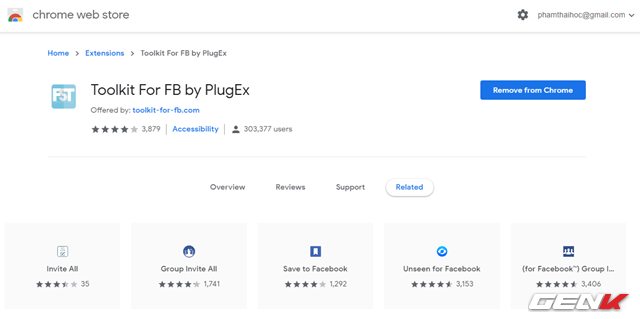 chrome web store
phamthaihoc@gmail.com
Home > Extensions > Toolkit For FB by PlugEx
FST
Toolkit For FB by PlugEx
Remove from Chrome
Offered by: toolkit-for-fb.com
3,879 Accessibility 303,377 users
Overview Reviews Support Related
Invite All Group Invite All Save to Facebook Unseen for Facebook (for Facebook™) Group I...
35 1,741 1,292 3,153 3,406
GENK